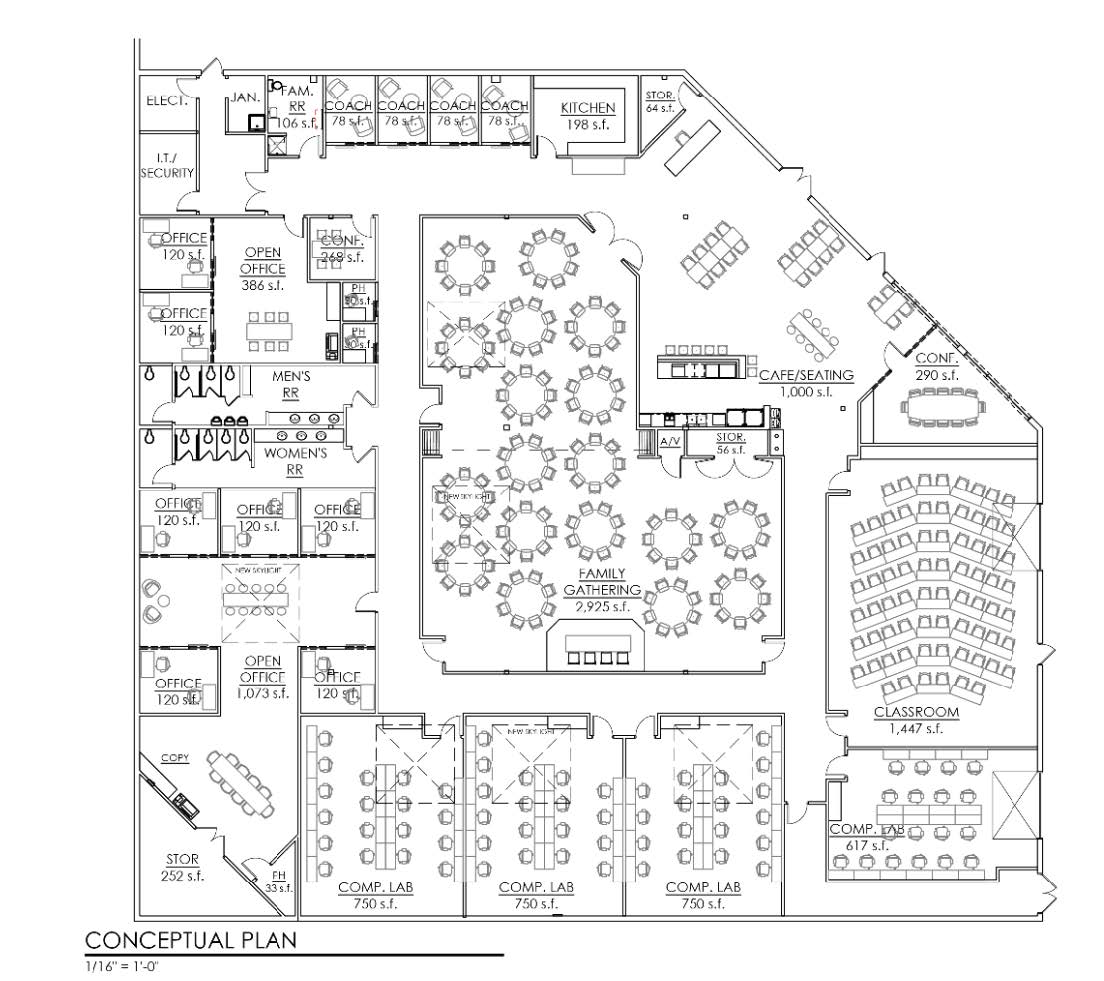 ELECT.
JAN.
FAM.
RR
106 s.f.
COACH
78 s.f.
COACH
78 s.f.
COACH
78 s.f.
COACH
78 s.f.
KITCHEN
198 s.f.
STOR.
64 s.f.
I.T./
SECURITY
OFFICE
120 s.f.
OPEN
OFFICE
386 s.f.
CONF.
268 s.f.
PH
PH
OFFICE
120 s.f.
MEN'S
RR
WOMEN'S
RR
CAFE/SEATING
1,000 s.f.
CONF.
290 s.f.
A/V
STOR.
56 s.f.
OFFICE
120 s.f.
OFFICE
120 s.f.
OFFICE
120 s.f.
NEW SKYLIGHT
NEW SKYLIGHT
FAMILY
GATHERING
2,925 s.f.
OPEN
OFFICE
1,073 s.f.
OFFICE
120 s.f.
OFFICE
120 s.f.
CLASSROOM
1,447 s.f.
NEW SKYLIGHT
COPY
COMP. LAB
617 s.f.
STOR
252 s.f.
PH
33 s.f.
COMP. LAB
750 s.f.
COMP. LAB
750 s.f.
COMP. LAB
750 s.f.
CONCEPTUAL PLAN
1/16" = 1'-0"